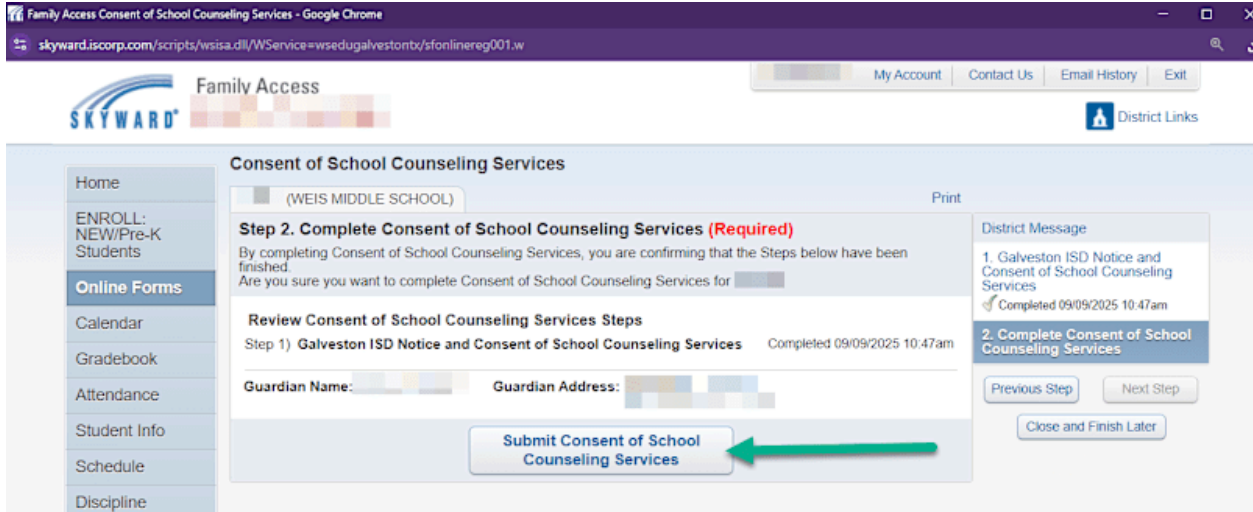 Family Access Consent of School Counseling Services - Google Chrome
skyward.iscorp.com/scripts/wsisa.dll/WService=wsedugalvestontx/sfonlinereg001.w
SKYWARD
Family Access
My Account
Contact Us
Email History
Exit
District Links
Home
ENROLL:
NEW/Pre-K
Students
Online Forms
Calendar
Gradebook
Attendance
Student Info
Schedule
Discipline
Consent of School Counseling Services
(WEIS MIDDLE SCHOOL)
Print
Step 2. Complete Consent of School Counseling Services (Required)
By completing Consent of School Counseling Services, you are confirming that the Steps below have been
finished.
Are you sure you want to complete Consent of School Counseling Services for
Review Consent of School Counseling Services Steps
Step 1) Galveston ISD Notice and Consent of School Counseling Services Completed 09/09/2025 10:47am
Guardian Name:
Guardian Address:
Submit Consent of School
Counseling Services
District Message
1. Galveston ISD Notice and
Consent of School Counseling
Services
Completed 09/09/2025 10:47am
2. Complete Consent of School
Counseling Services
Previous Step
Next Step
Close and Finish Later